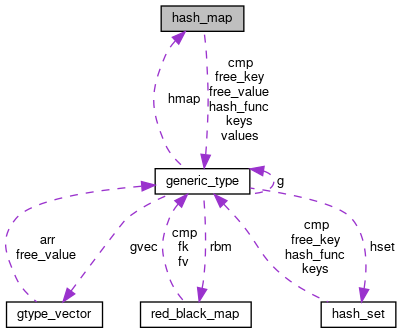 hash_map
cmp
free_key
free_value
hash_func
keys
values
hmap
generic_type
g
arr
free_value
gvec
cmp
fk
fv
rbm
cmp
free_key
hash_func
keys
hset
gtype_vector
red_black_map
hash_set